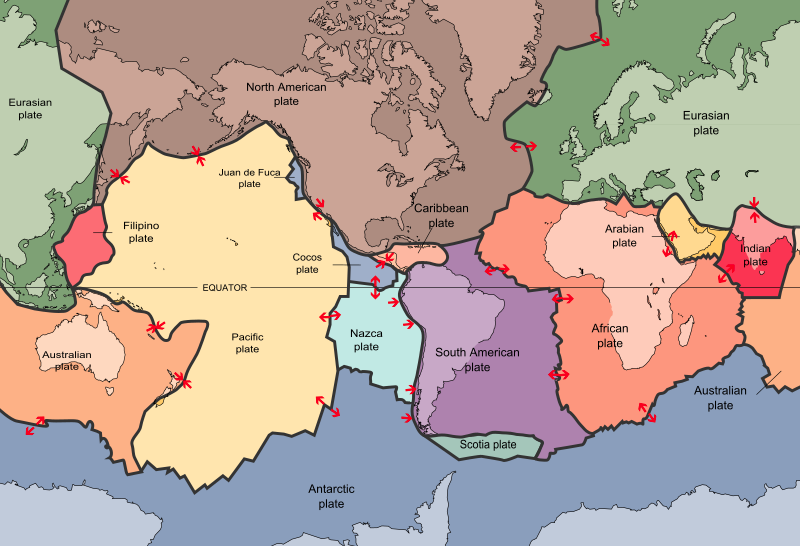 North American
plate
Eurasian
plate
Eurasian
plate
Juan de Fuca
plate
Caribbean
plate
Filipino
plate
Arabian
plate
Indian
plate
Cocos
plate
EQUATOR
Nazca
plate
Pacific
plate
African
plate
Australian
plate
South American
plate
Australian
plate
Scotia plate
Antarctic
plate